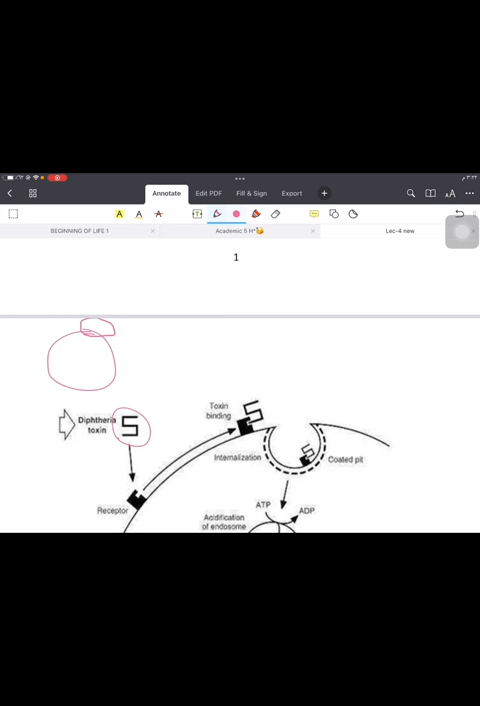 Annotate Edit PDF Fill & Sign Export
BEGINNING OF LIFE 1
Lec-4 new
1
Diphtheria
toxin
Toxin
binding
Internalization
Coated pit
Receptor
ATP
ADP
Acidification
of endosome